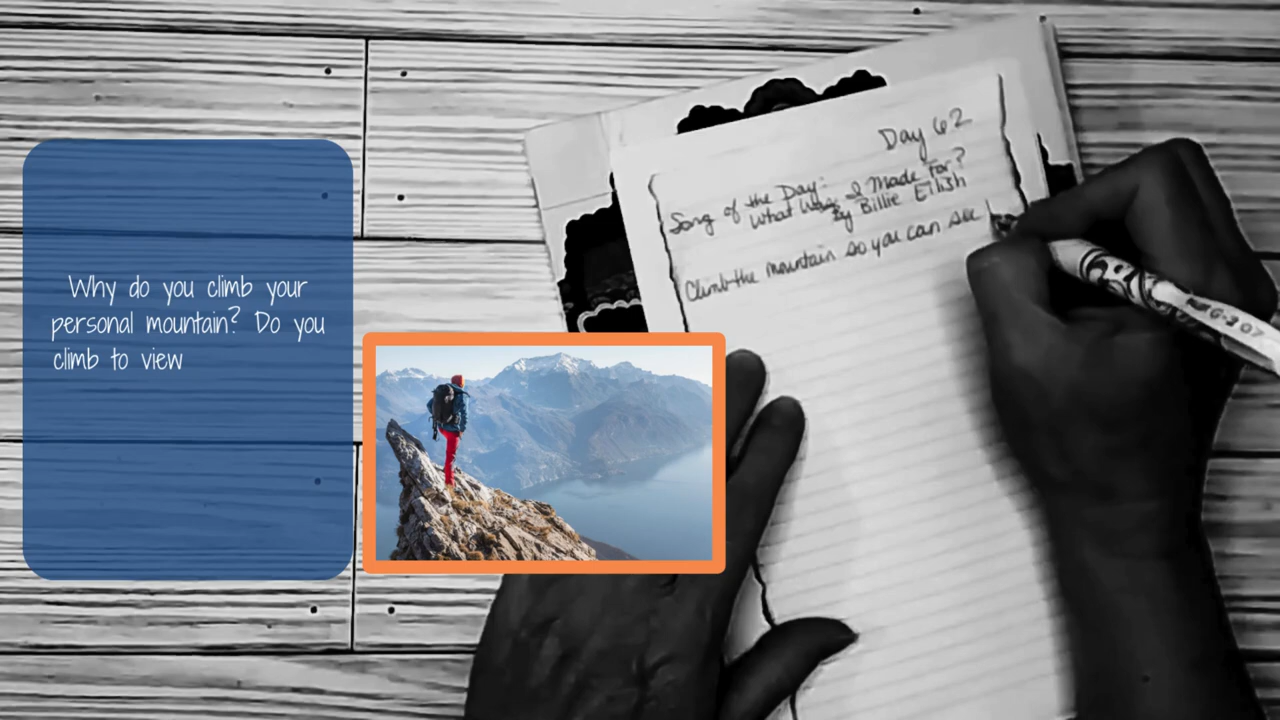 Why do you climb your
personal mountain? Do you
climb to view
Day 62
Song of the Day:
What Was I Made For?
By Billie Eilish
Climb the mountain so you can see